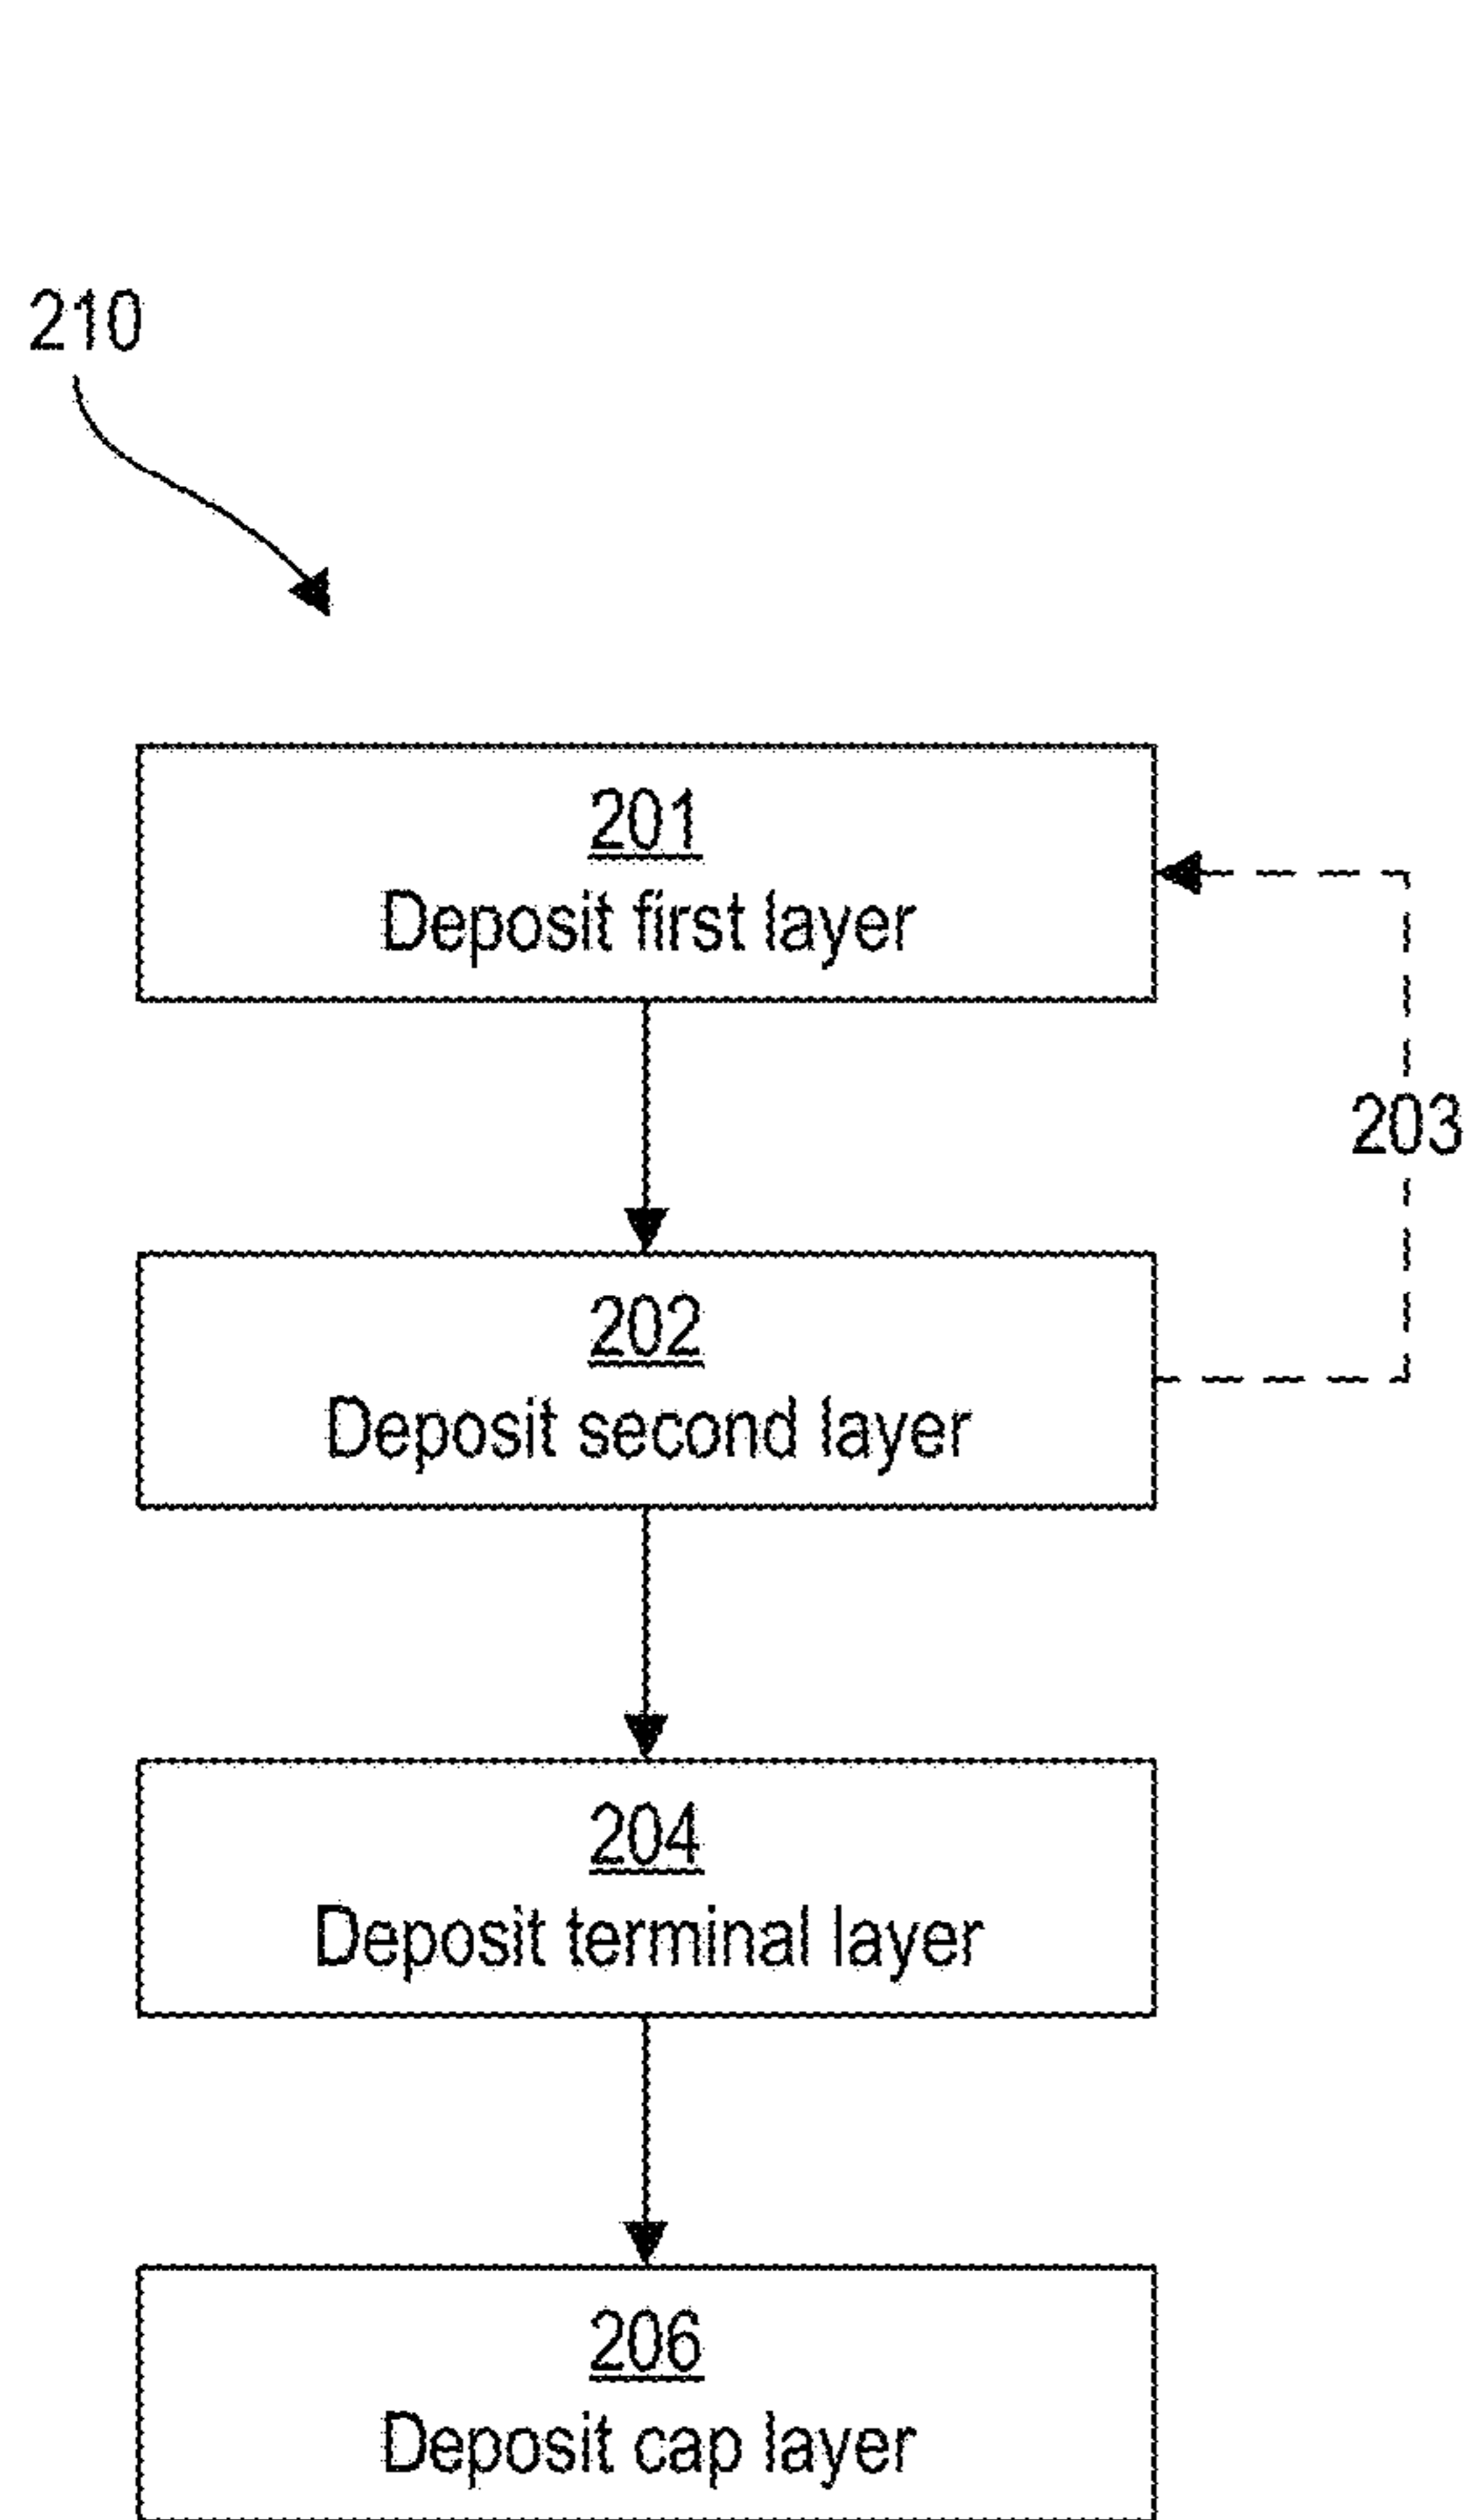 210
201
Deposit first layer
203
202
Deposit second layer
204
Deposit terminal layer
206
Deposit cap layer